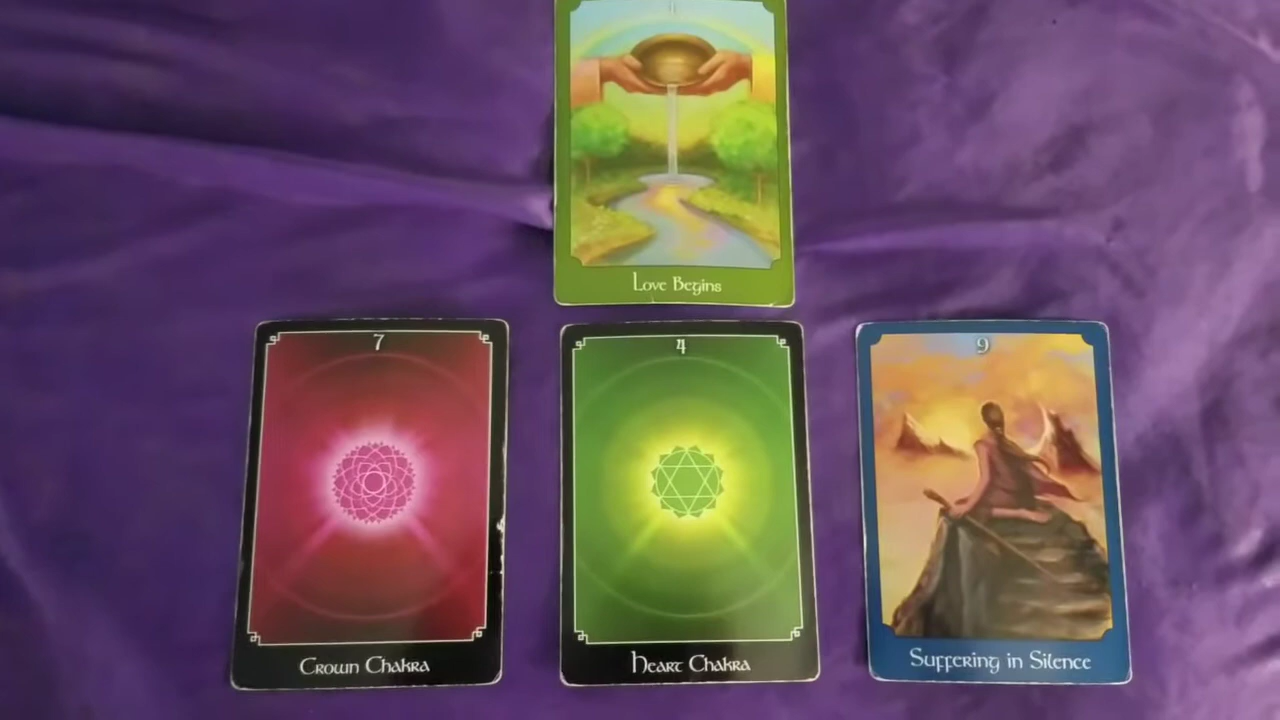 Love Begins
7
4
9
Crown Chakra
Heart Chakra
Suffering in Silence